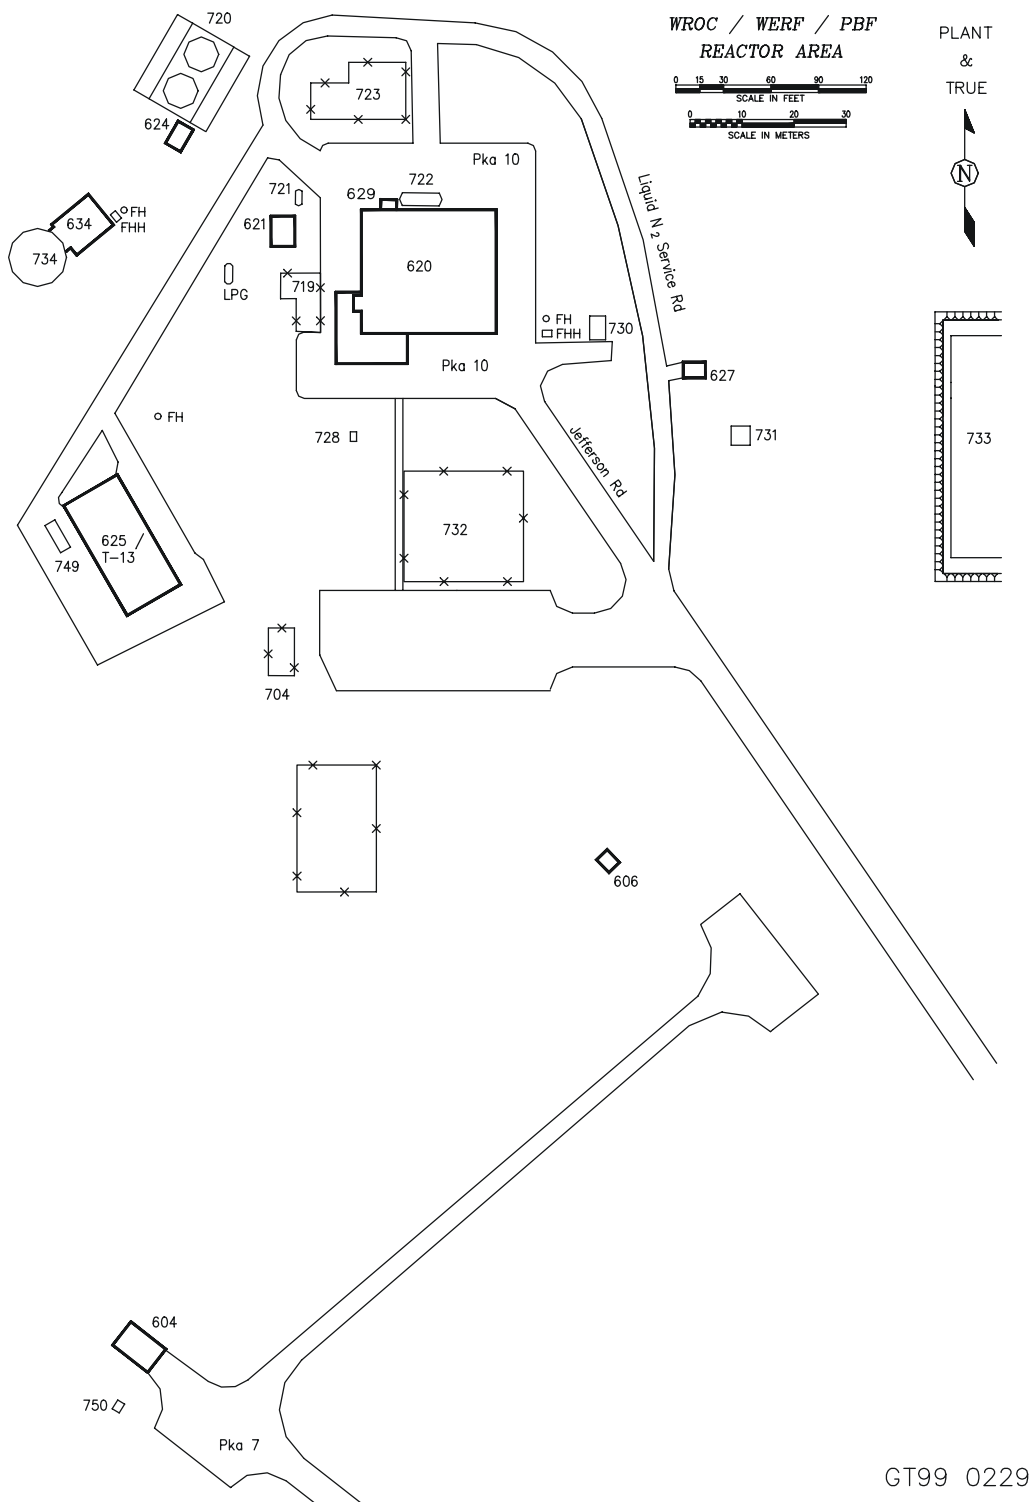 WROC / WERF / PBF
REACTOR AREA
0 15 30 60 90 120
SCALE IN FEET
0 10 20 30
SCALE IN METERS
PLANT
&
TRUE
N
720
624
723
Pka 10
721
629
722
FH
FHH
634
621
620
734
LPG
719
Liquid N2 Service Rd
FH
FHH
730
Pka 10
627
FH
728
Jefferson Rd
731
733
732
625
T-13
749
704
606
604
750
Pka 7
GT99 0229